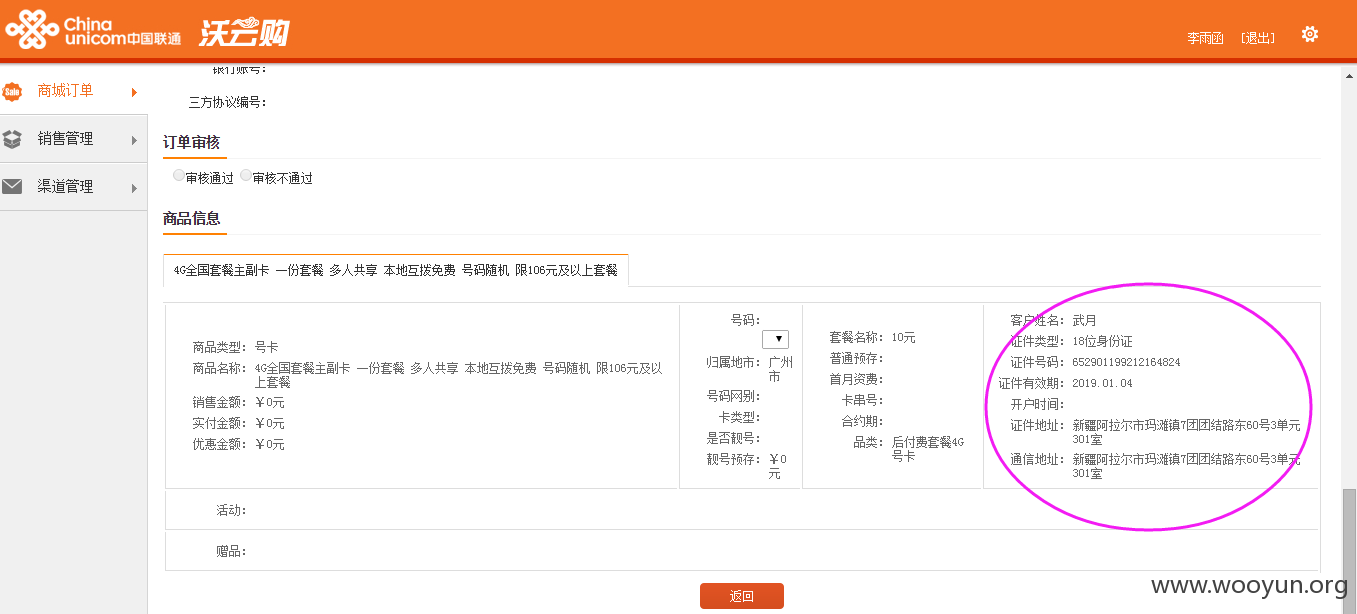 China
unicom中国联通
沃云购
李雨函
[退出]
Sale
商城订单
销售管理
渠道管理
银行账号:
三方协议编号:
订单审核
审核通过 审核不通过
商品信息
4G全国套餐主副卡 一份套餐 多人共享 本地互拨免费 号码随机 限106元及以上套餐
商品类型: 号卡
商品名称: 4G全国套餐主副卡 一份套餐 多人共享 本地互拨免费 号码随机 限106元及以
上套餐
销售金额: ￥0元
实付金额: ￥0元
优惠金额: ￥0元
号码:
归属地市: 广州
市
号码网别:
卡类型:
是否靓号:
靓号预存: ￥0
元
套餐名称: 10元
普通预存:
首月资费:
卡串号:
合约期:
品类: 后付费套餐4G
号卡
客户姓名: 武月
证件类型: 18位身份证
证件号码: 652901199212164824
证件有效期: 2019.01.04
开户时间:
证件地址: 新疆阿拉尔市玛滩镇7团团结路东60号3单元
301室
通信地址: 新疆阿拉尔市玛滩镇7团团结路东60号3单元
301室
活动:
赠品:
返回
www.wooyun.org